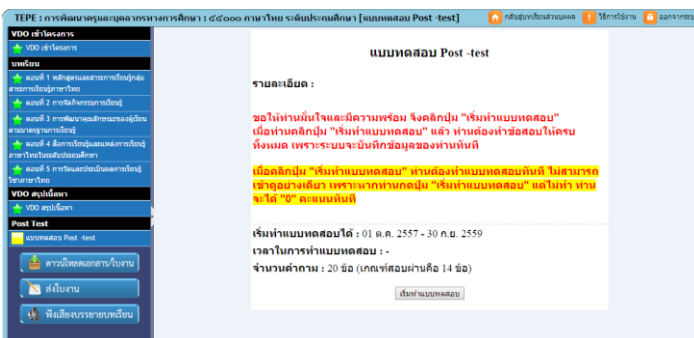 TEPE : การพัฒนาครูและบุคลากรทางการศึกษา : ๕๕๐๐๐ ภาษาไทย ระดับประถมศึกษา [แบบทดสอบ Post -test]
กลับสู่บทเรียนส่วนบุคคล
วิธีการใช้งาน
ออกจากระบบ
VDO เข้าโครงการ
VDO เข้าโครงการ
บทเรียน
ตอนที่ 1 หลักสูตรและสาระการเรียนรู้กลุ่ม
สาระการเรียนรู้ภาษาไทย
ตอนที่ 2 การจัดกิจกรรมการเรียนรู้
ตอนที่ 3 การพัฒนาคุณลักษณะของผู้เรียน
ตามมาตรฐานการเรียนรู้
ตอนที่ 4 สื่อการเรียนรู้และแหล่งการเรียนรู้
ภาษาไทยในระดับประถมศึกษา
ตอนที่ 5 การวัดและประเมินผลการเรียนรู้
วิชาภาษาไทย
VDO สรุปเนื้อหา
VDO สรุปเนื้อหา
Post Test
แบบทดสอบ Post -test
ดาวน์โหลดเอกสาร/ใบงาน
ส่งใบงาน
ฟังเสียงบรรยายบทเรียน
แบบทดสอบ Post -test
รายละเอียด :
ขอให้ท่านมั่นใจและมีความพร้อม จึงคลิกปุ่ม "เริ่มทำแบบทดสอบ"
เมื่อท่านคลิกปุ่ม "เริ่มทำแบบทดสอบ" แล้ว ท่านต้องทำข้อสอบให้ครบ
ทั้งหมด เพราะระบบจะบันทึกข้อมูลของท่านทันที
เมื่อคลิกปุ่ม "เริ่มทำแบบทดสอบ" ท่านต้องทำแบบทดสอบทันที ไม่สามารถ
เข้าดูอย่างเดียว เพราะหากท่านกดปุ่ม "เริ่มทำแบบทดสอบ" แต่ไม่ทำ ท่าน
จะได้ "0" คะแนนทันที
เริ่มทำแบบทดสอบได้ : 01 ต.ค. 2557 - 30 ก.ย. 2559
เวลาในการทำแบบทดสอบ : -
จำนวนคำถาม : 20 ข้อ (เกณฑ์สอบผ่านคือ 14 ข้อ)
เริ่มทำแบบทดสอบ